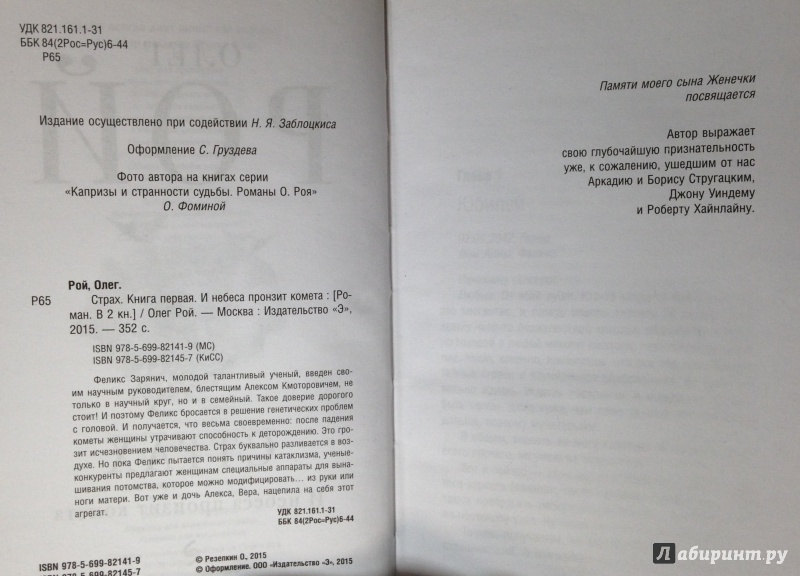 УДК 821.161.1-31
ББК 84(2Рос=Рус)6-44
Р65
Издание осуществлено при содействии Н. Я. Заблоцкиса
Оформление С. Груздева
Фото автора на книгах серии
«Капризы и странности судьбы. Романы О. Роя»
О. Фоминой
Рой, Олег.
Р65 Страх. Книга первая. И небеса пронзит комета : [Ро-
ман. В 2 кн.] / Олег Рой. — Москва : Издательство «Э»,
2015. — 352 с.
ISBN 978-5-699-82141-9 (МС)
ISBN 978-5-699-82145-7 (КиСС)
Феликс Зарянич, молодой талантливый ученый, введен сво-
им научным руководителем, блестящим Алексом Кмоторовичем, не
только в научный круг, но и в семейный. Такое доверие дорогого
стоит! И поэтому Феликс бросается в решение генетических проблем
с головой. И получается, что весьма своевременно: после падения
кометы женщины утрачивают способность к деторождению. Это гро-
зит исчезновением человечества. Страх буквально разливается в воз-
духе. Но пока Феликс пытается понять причины катаклизма, ученые-
конкуренты предлагают женщинам специальные аппараты для вына-
шивания потомства, которое можно модифицировать... из руки или
ноги матери. Вот уже и дочь Алекса, Вера, нацепила на себя этот
агрегат.
УДК 821.161.1-31
ББК 84(2Рос=Рус)6-44
ISBN 978-5-699-82141-9
ISBN 978-5-699-82145-7
© Резепкин О., 2015
© Оформление. ООО «Издательство «Э», 2015
Памяти моего сына Женечки
посвящается
Автор выражает
свою глубочайшую признательность
уже, к сожалению, ушедшим от нас
Аркадию и Борису Стругацким,
Джону Уиндему
и Роберту Хайнлайну.
Лабиринт.ру